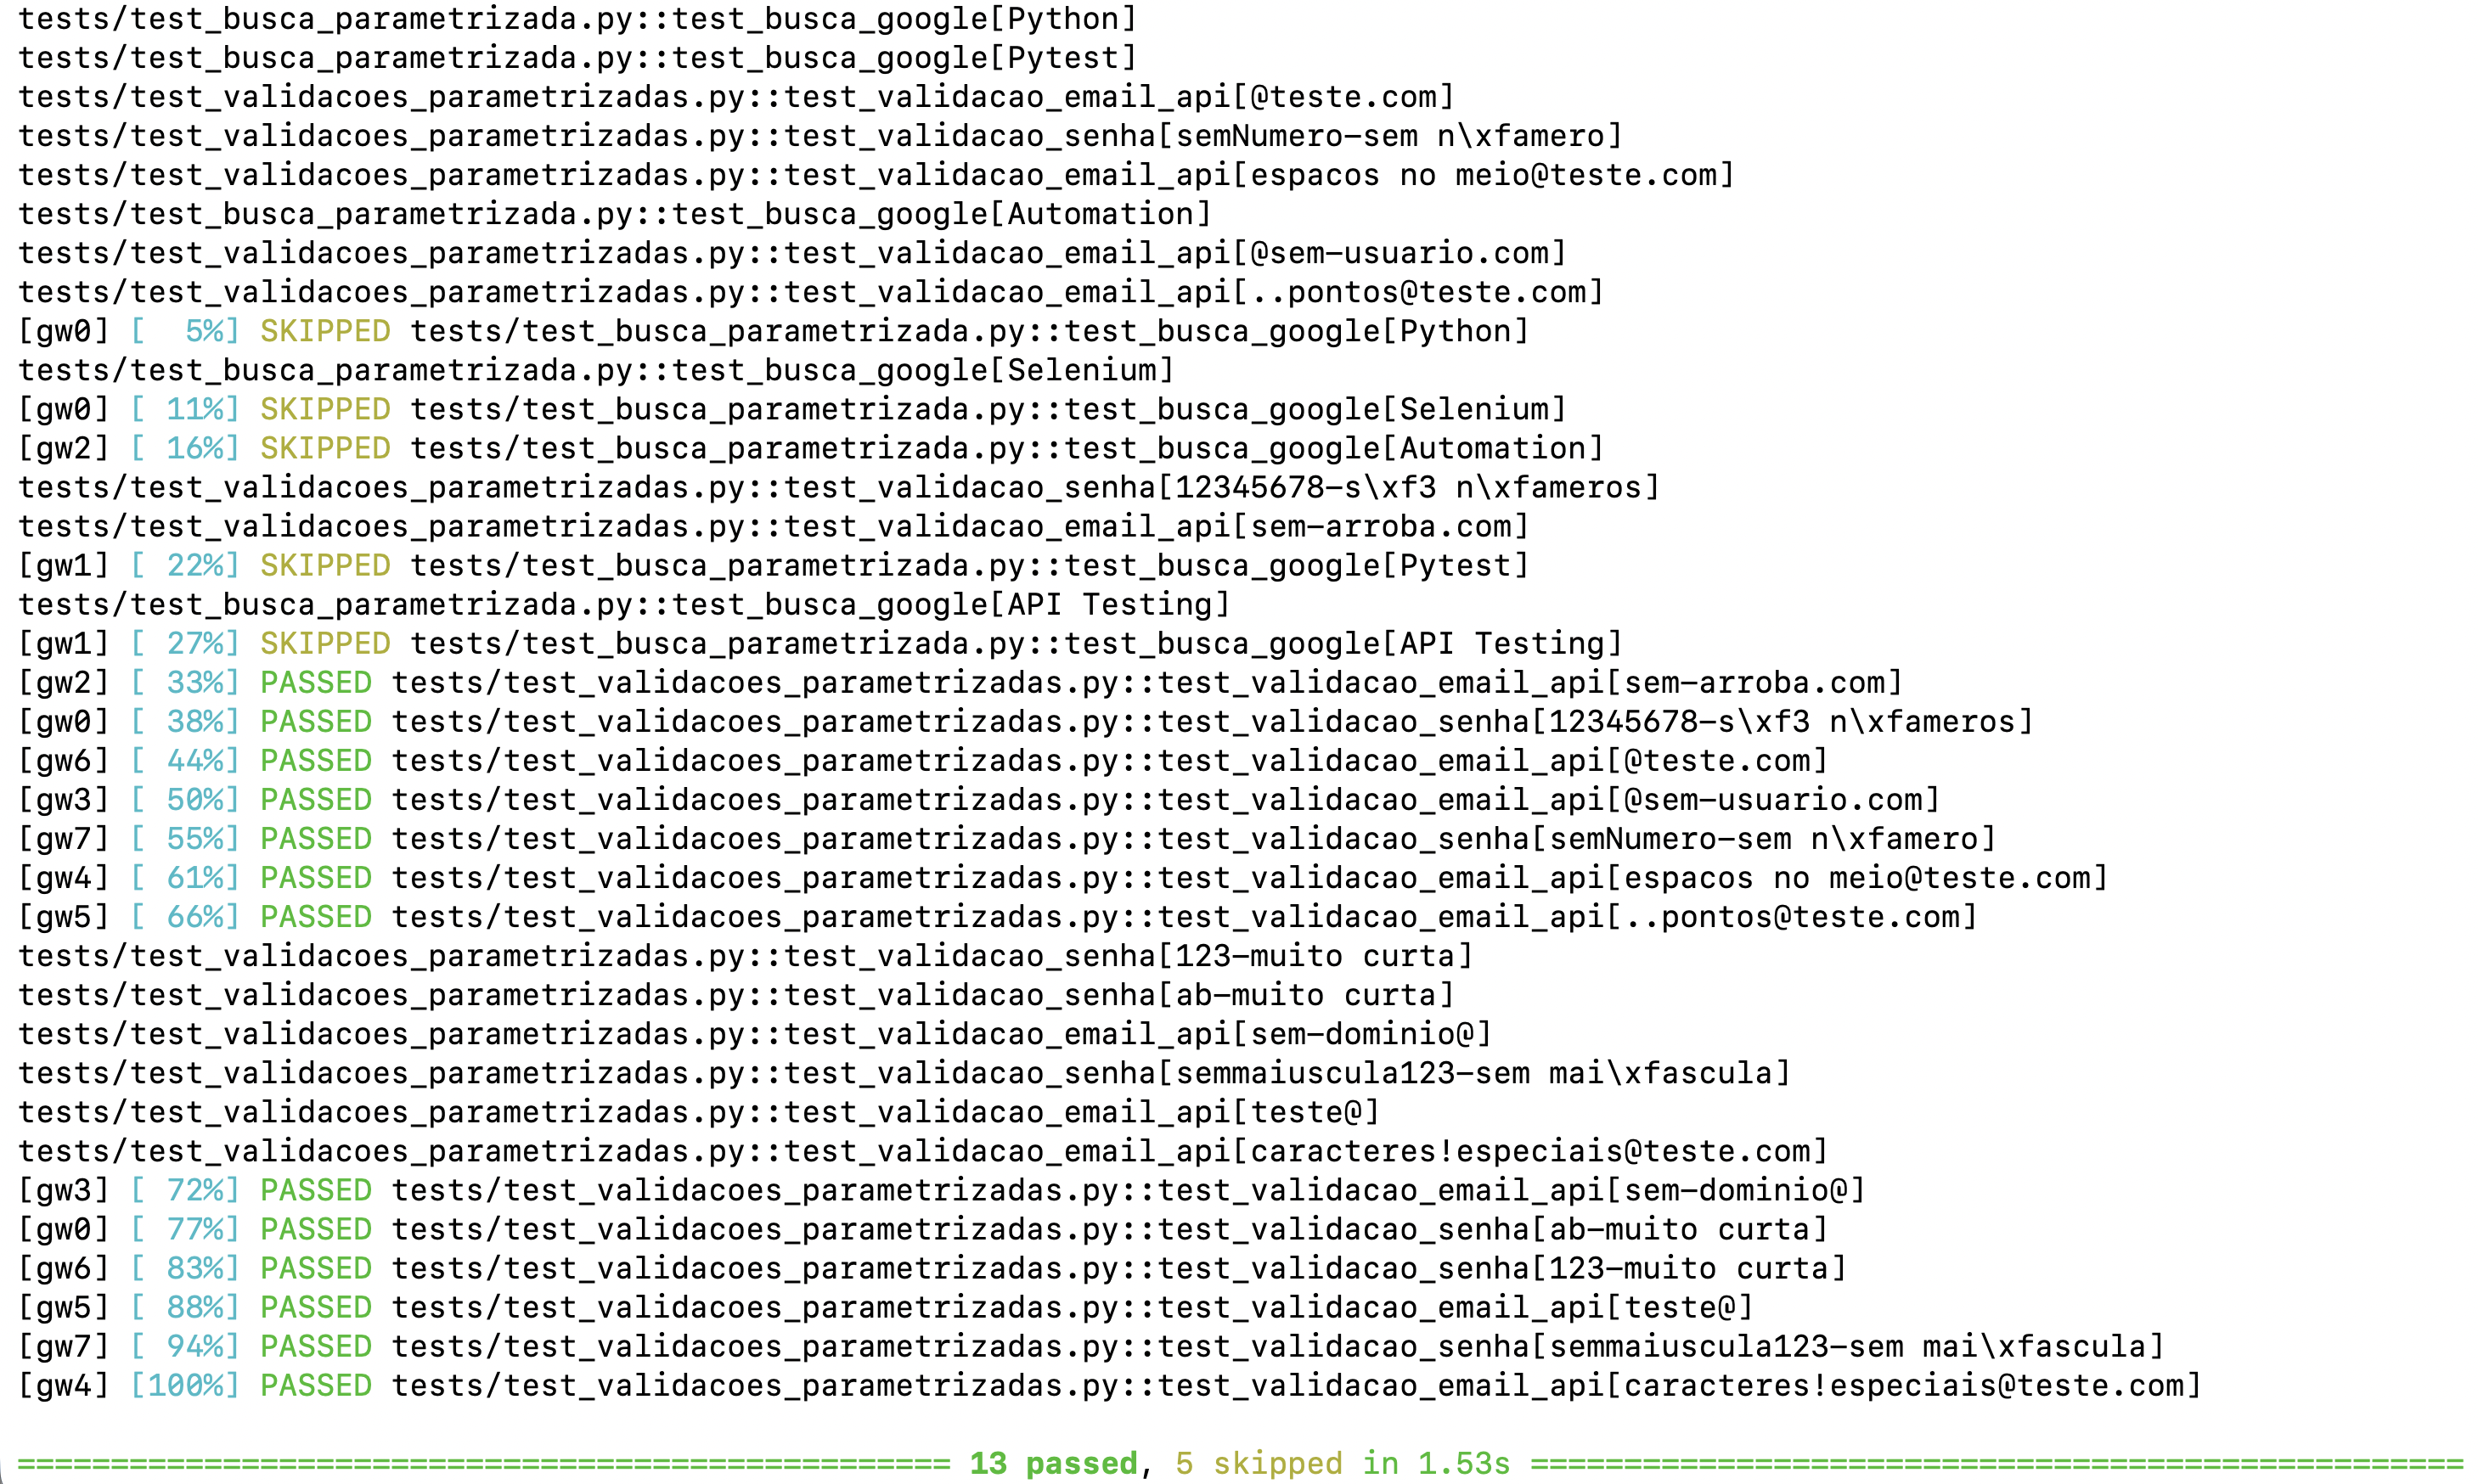 tests/test_busca_parametrizada.py::test_busca_google[Python]
tests/test_busca_parametrizada.py::test_busca_google[Pytest]
tests/test_validacoes_parametrizadas.py::test_validacao_email_api[@teste.com]
tests/test_validacoes_parametrizadas.py::test_validacao_senha[semNumero-sem n\xfamero]
tests/test_validacoes_parametrizadas.py::test_validacao_email_api[espacos no meio@teste.com]
tests/test_busca_parametrizada.py::test_busca_google[Automation]
tests/test_validacoes_parametrizadas.py::test_validacao_email_api[@sem-usuario.com]
tests/test_validacoes_parametrizadas.py::test_validacao_email_api[..pontos@teste.com]
[gw0] [  5%] SKIPPED tests/test_busca_parametrizada.py::test_busca_google[Python]
tests/test_busca_parametrizada.py::test_busca_google[Selenium]
[gw0] [ 11%] SKIPPED tests/test_busca_parametrizada.py::test_busca_google[Selenium]
[gw2] [ 16%] SKIPPED tests/test_busca_parametrizada.py::test_busca_google[Automation]
tests/test_validacoes_parametrizadas.py::test_validacao_senha[12345678-s\xf3 n\xfameros]
tests/test_validacoes_parametrizadas.py::test_validacao_email_api[sem-arroba.com]
[gw1] [ 22%] SKIPPED tests/test_busca_parametrizada.py::test_busca_google[Pytest]
tests/test_busca_parametrizada.py::test_busca_google[API Testing]
[gw1] [ 27%] SKIPPED tests/test_busca_parametrizada.py::test_busca_google[API Testing]
[gw2] [ 33%] PASSED tests/test_validacoes_parametrizadas.py::test_validacao_email_api[sem-arroba.com]
[gw0] [ 38%] PASSED tests/test_validacoes_parametrizadas.py::test_validacao_senha[12345678-s\xf3 n\xfameros]
[gw6] [ 44%] PASSED tests/test_validacoes_parametrizadas.py::test_validacao_email_api[@teste.com]
[gw3] [ 50%] PASSED tests/test_validacoes_parametrizadas.py::test_validacao_email_api[@sem-usuario.com]
[gw7] [ 55%] PASSED tests/test_validacoes_parametrizadas.py::test_validacao_senha[semNumero-sem n\xfamero]
[gw4] [ 61%] PASSED tests/test_validacoes_parametrizadas.py::test_validacao_email_api[espacos no meio@teste.com]
[gw5] [ 66%] PASSED tests/test_validacoes_parametrizadas.py::test_validacao_email_api[..pontos@teste.com]
tests/test_validacoes_parametrizadas.py::test_validacao_senha[123-muito curta]
tests/test_validacoes_parametrizadas.py::test_validacao_senha[ab-muito curta]
tests/test_validacoes_parametrizadas.py::test_validacao_email_api[sem-dominio@]
tests/test_validacoes_parametrizadas.py::test_validacao_senha[semmaiuscula123-sem mai\xfascula]
tests/test_validacoes_parametrizadas.py::test_validacao_email_api[teste@]
tests/test_validacoes_parametrizadas.py::test_validacao_email_api[caracteres!especiais@teste.com]
[gw3] [ 72%] PASSED tests/test_validacoes_parametrizadas.py::test_validacao_email_api[sem-dominio@]
[gw0] [ 77%] PASSED tests/test_validacoes_parametrizadas.py::test_validacao_senha[ab-muito curta]
[gw6] [ 83%] PASSED tests/test_validacoes_parametrizadas.py::test_validacao_senha[123-muito curta]
[gw5] [ 88%] PASSED tests/test_validacoes_parametrizadas.py::test_validacao_email_api[teste@]
[gw7] [ 94%] PASSED tests/test_validacoes_parametrizadas.py::test_validacao_senha[semmaiuscula123-sem mai\xfascula]
[gw4] [100%] PASSED tests/test_validacoes_parametrizadas.py::test_validacao_email_api[caracteres!especiais@teste.com]
================================================== 13 passed, 5 skipped in 1.53s ==================================================